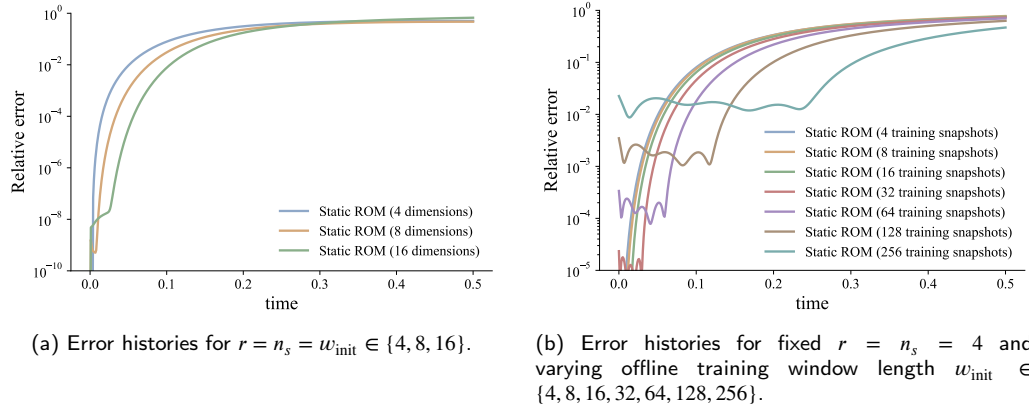 10⁰
10⁻²
10⁻⁴
10⁻⁶
10⁻⁸
10⁻¹⁰
Relative error
Static ROM (4 dimensions)
Static ROM (8 dimensions)
Static ROM (16 dimensions)
0.0 0.1 0.2 0.3 0.4 0.5
time
(a) Error histories for r = nₛ = w_init ∈ {4, 8, 16}.
10⁰
10⁻¹
10⁻²
10⁻³
10⁻⁴
10⁻⁵
Relative error
Static ROM (4 training snapshots)
Static ROM (8 training snapshots)
Static ROM (16 training snapshots)
Static ROM (32 training snapshots)
Static ROM (64 training snapshots)
Static ROM (128 training snapshots)
Static ROM (256 training snapshots)
0.0 0.1 0.2 0.3 0.4 0.5
time
(b) Error histories for fixed r = nₛ = 4 and
varying offline training window length w_init ∈
{4, 8, 16, 32, 64, 128, 256}.